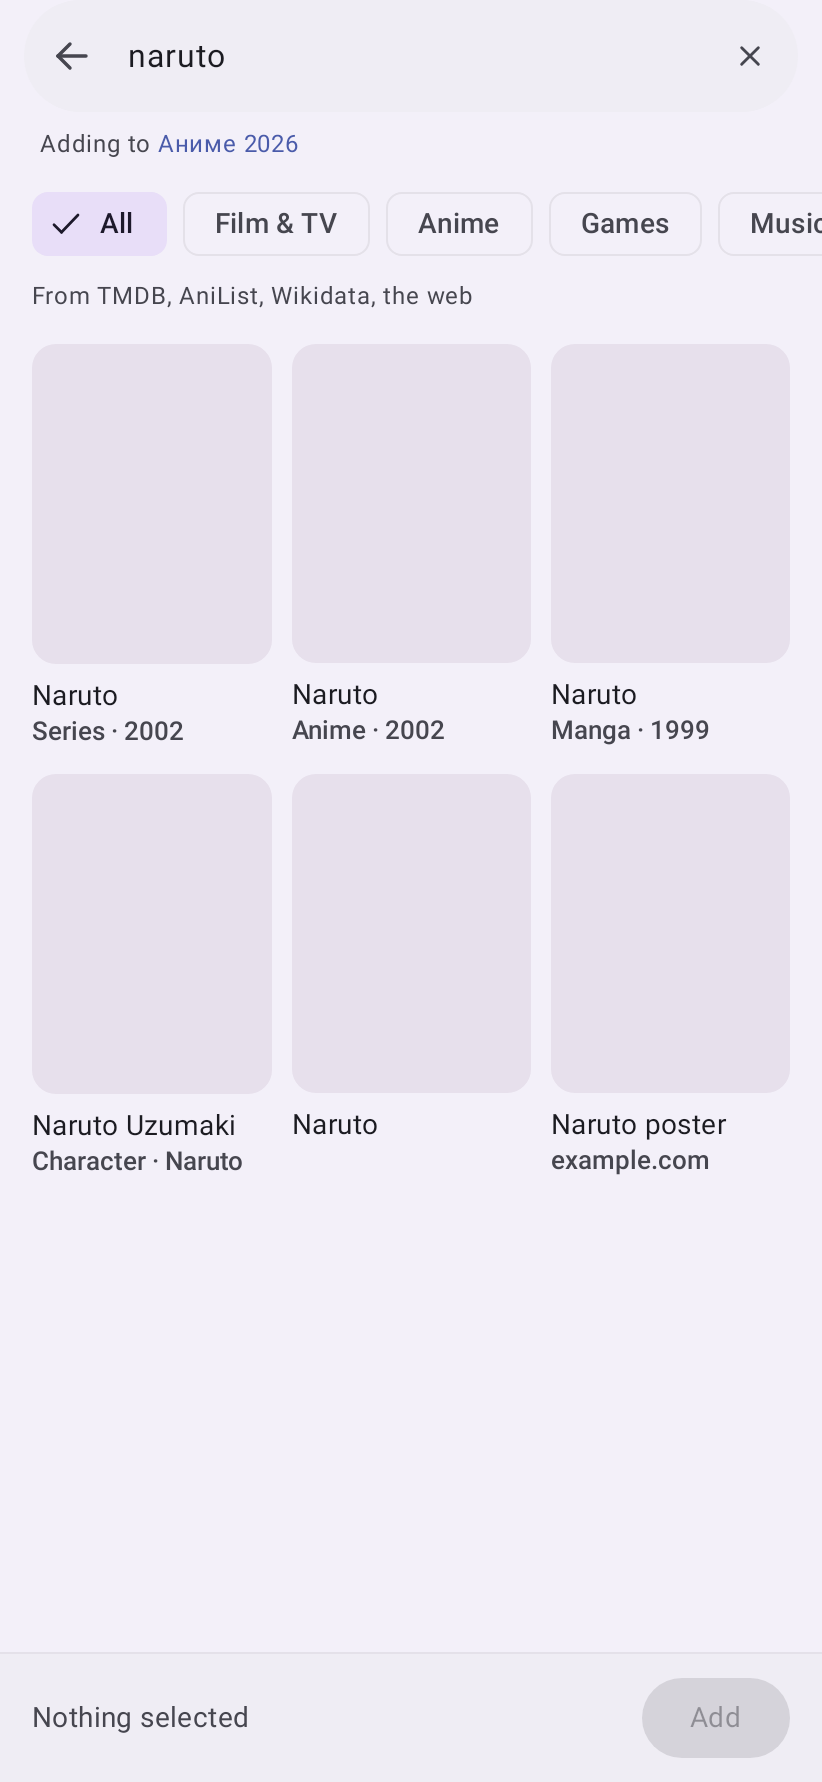 naruto
Adding to Аниме 2026
All
Film & TV
Anime
Games
Music
From TMDB, AniList, Wikidata, the web
Naruto
Series · 2002
Naruto
Anime · 2002
Naruto
Manga · 1999
Naruto Uzumaki
Character · Naruto
Naruto
Naruto poster
example.com
Nothing selected
Add